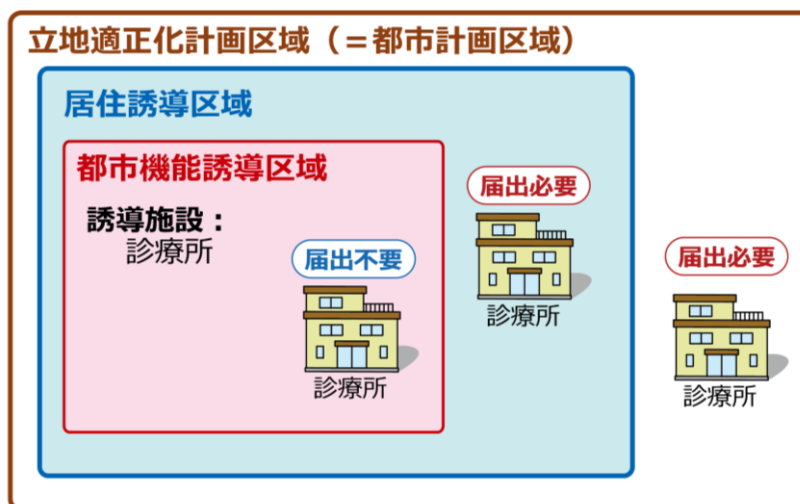 立地適正化計画区域（＝都市計画区域）
居住誘導区域
都市機能誘導区域
誘導施設：
診療所
届出不要
診療所
届出必要
診療所
届出必要
診療所